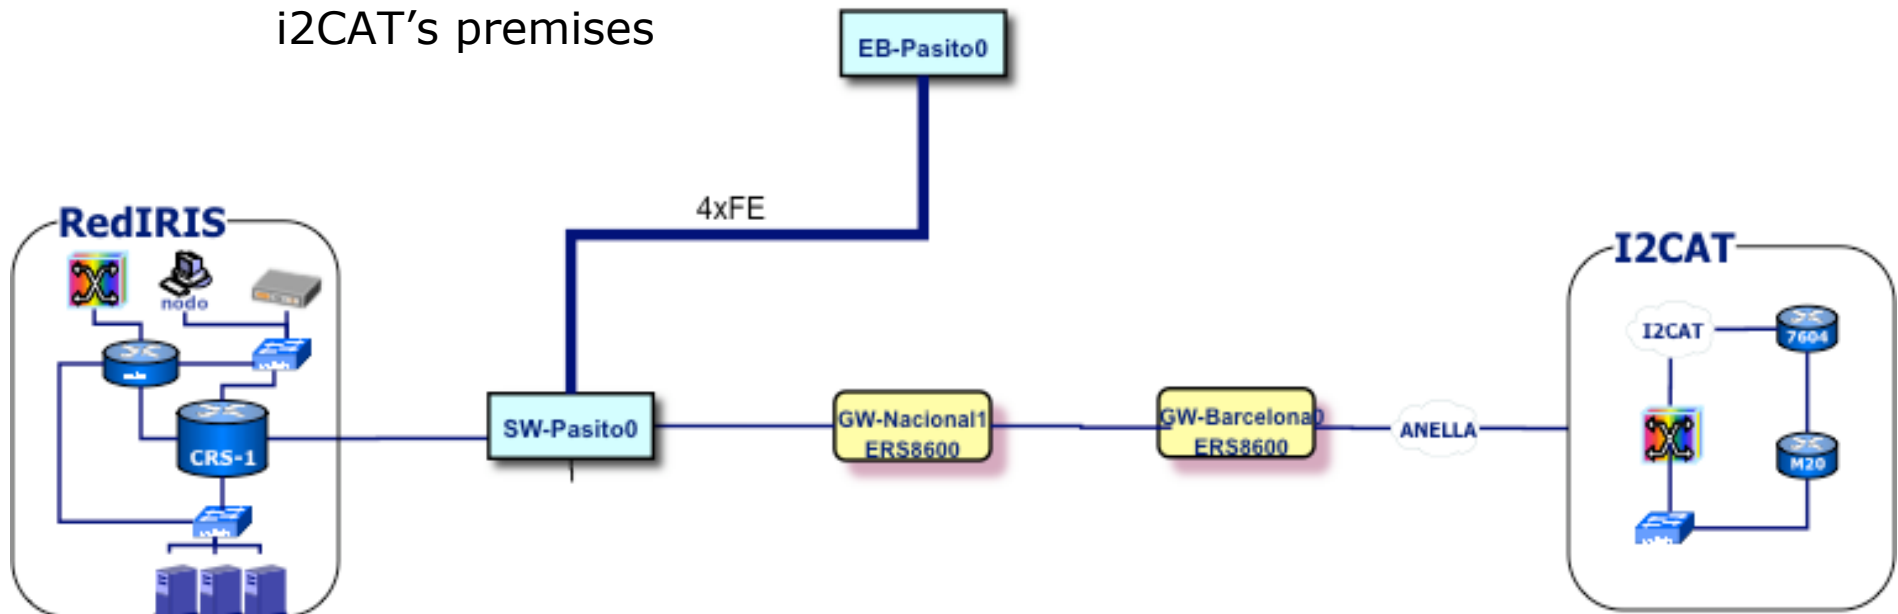 i2CAT’s premises
EB-Pasito0
4xFE
RedIRIS
nodo
CRS-1
SW-Pasito0
GW-Nacional1
ERS8600
GW-Barcelona0
ERS8600
ANELLA
I2CAT
I2CAT
7604
M20